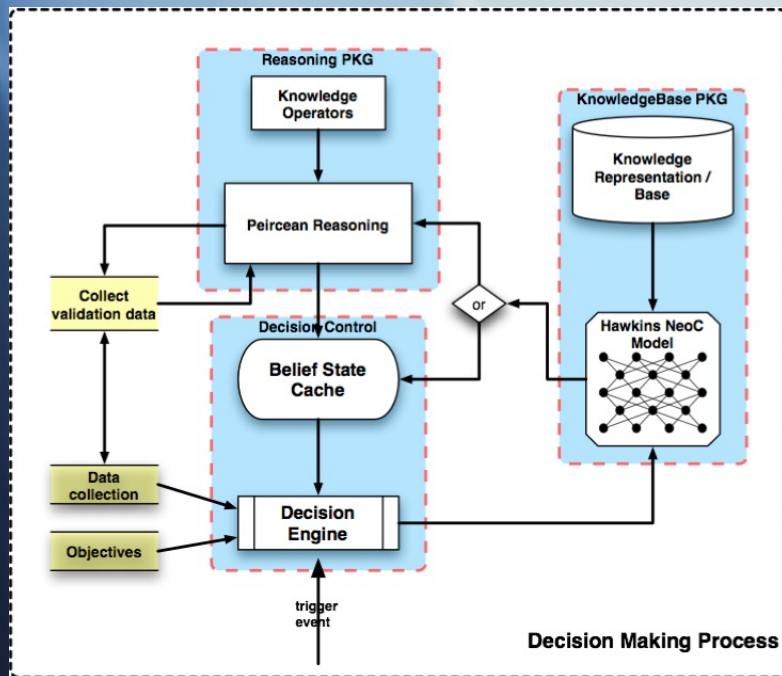 Reasoning PKG
Knowledge
Operators
Peircean Reasoning
KnowledgeBase PKG
Knowledge
Representation /
Base
Collect
validation data
or
Hawkins NeoC
Model
Decision Control
Belief State
Cache
Data
collection
Decision
Engine
Objectives
trigger
event
Decision Making Process